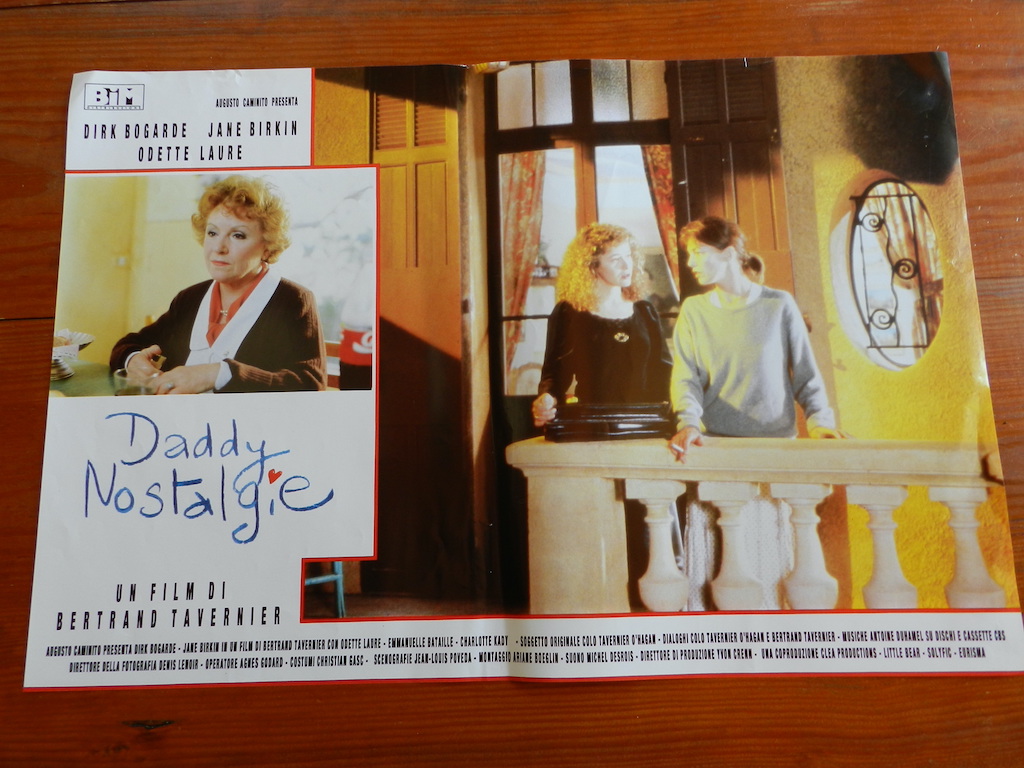 BiM
AUGUSTO CAMINITO PRESENTA
DIRK BOGARDE JANE BIRKIN
ODETTE LAURE
Daddy
Nostalgie
UN FILM DI
BERTRAND TAVERNIER
AUGUSTO CAMINITO PRESENTA DIRK BOGARDE - JANE BIRKIN IN UN FILM DI BERTRAND TAVERNIER CON ODETTE LAURE - EMMANUELLE BATAILLE - CHARLOTTE KADY - SOGGETTO ORIGINALE COLO TAVERNIER O'HAGAN - DIALOGHI COLO TAVERNIER O'HAGAN E BERTRAND TAVERNIER - MUSICHE ANTOINE DUHAMEL SU DISCHI E CASSETTE CBS
DIRETTORE DELLA FOTOGRAFIA DENIS LENOIR - OPERATORE AGNES GODARD - COSTUMI CHRISTIAN GASC - SCENOGRAFIE JEAN-LOUIS POVEDA - MONTAGGIO ARIANE BOEGLIN - SUONO MICHEL DESROIS - DIRETTORE DI PRODUZIONE YVON CRENN - UNA COPRODUZIONE CLEA PRODUCTIONS - LITTLE BEAR - SOLYFIC - EURISMA